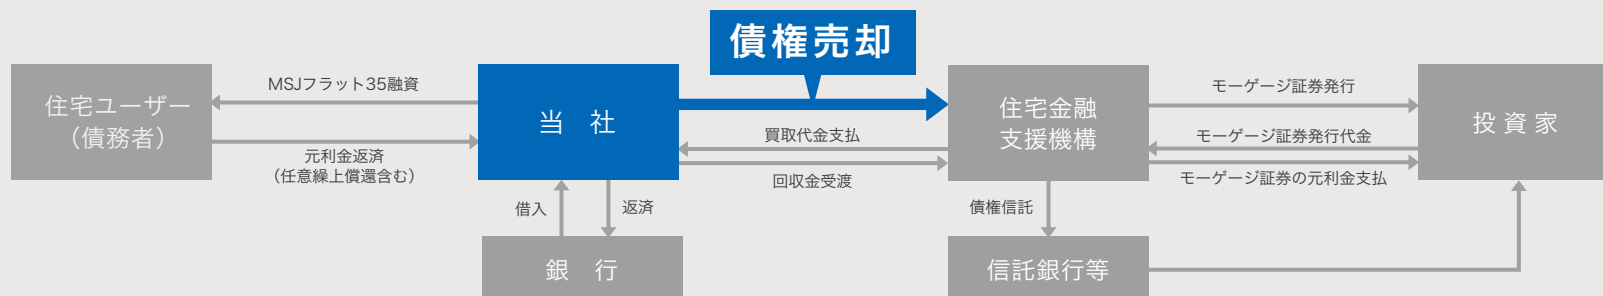 債権売却
住宅ユーザー
（債務者）
MSJフラット35融資
元利金返済
（任意繰上償還含む）
当 社
買取代金支払
回収金受渡
住宅金融
支援機構
モーゲージ証券発行
モーゲージ証券発行代金
モーゲージ証券の元利金支払
投資家
借入
返済
債権信託
銀 行
信託銀行等